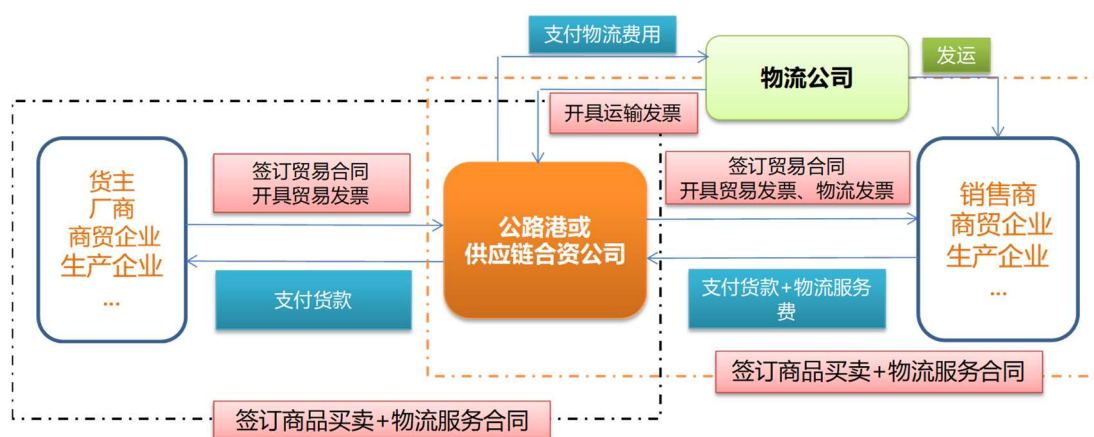 支付物流费用
发运
物流公司
开具运输发票
货主
厂商
商贸企业
生产企业
...
签订贸易合同
开具贸易发票
支付货款
公路港或
供应链合资公司
签订贸易合同
开具贸易发票、物流发票
支付货款+物流服务
费
销售商
商贸企业
生产企业
...
签订商品买卖+物流服务合同
签订商品买卖+物流服务合同